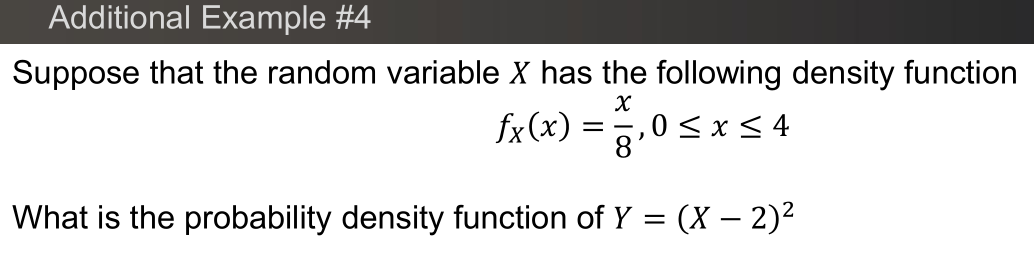 Additional Example #4
Suppose that the random variable X has the following density function
f_X(x) = x/8, 0 ≤ x ≤ 4
What is the probability density function of Y = (X − 2)²